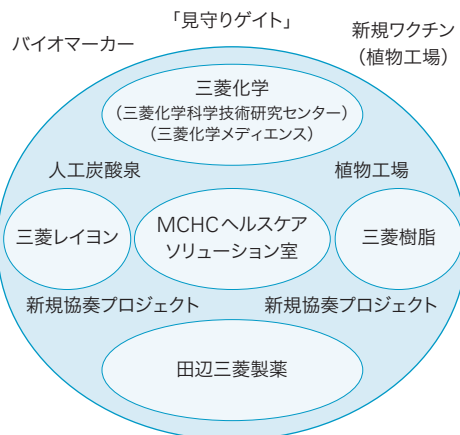 「見守りゲイト」
バイオマーカー
新規ワクチン
（植物工場）
三菱化学
（三菱化学科学技術研究センター）
（三菱化学メディエンス）
人工炭酸泉
植物工場
三菱レイヨン
MCHCヘルスケア
ソリューション室
三菱樹脂
新規協奏プロジェクト
新規協奏プロジェクト
田辺三菱製薬